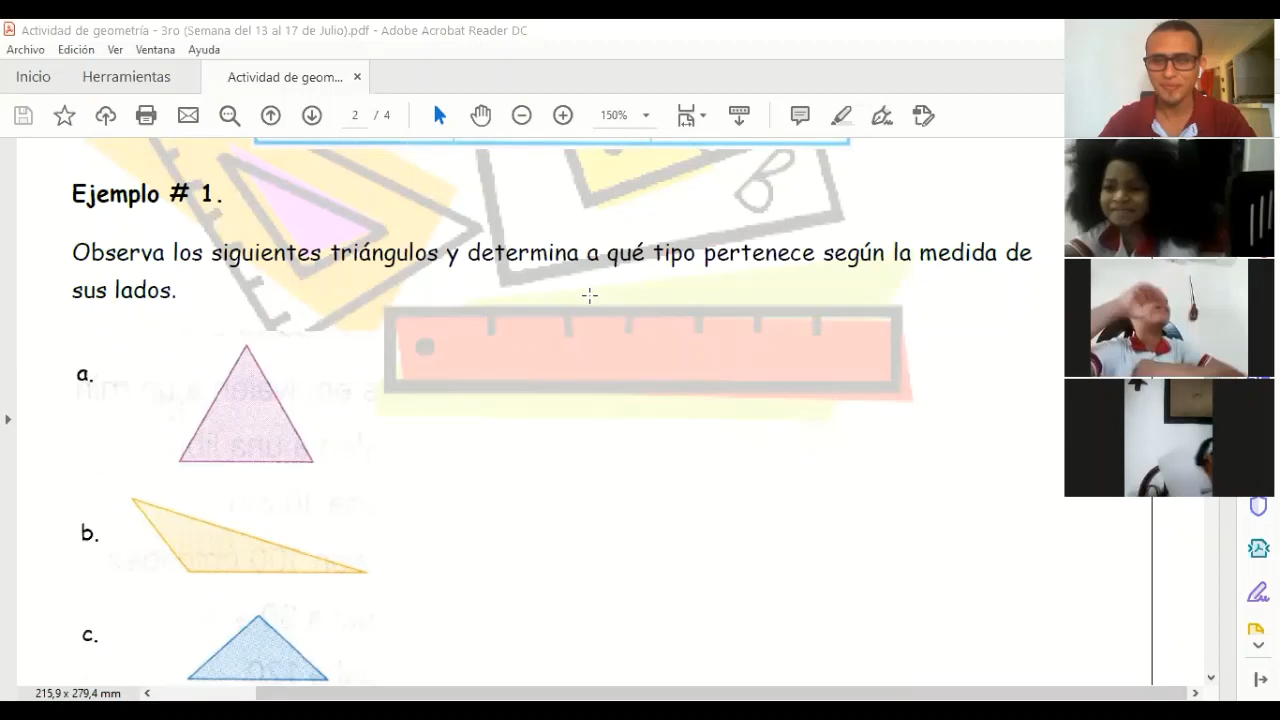 Actividad de geometría - 3ro (Semana del 13 al 17 de Julio).pdf - Adobe Acrobat Reader DC
Archivo Edición Ver Ventana Ayuda
Inicio Herramientas Actividad de geom... ×
2 / 4 150%
Ejemplo # 1.
Observa los siguientes triángulos y determina a qué tipo pertenece según la medida de
sus lados.
a.
b.
c.
215,9 x 279,4 mm